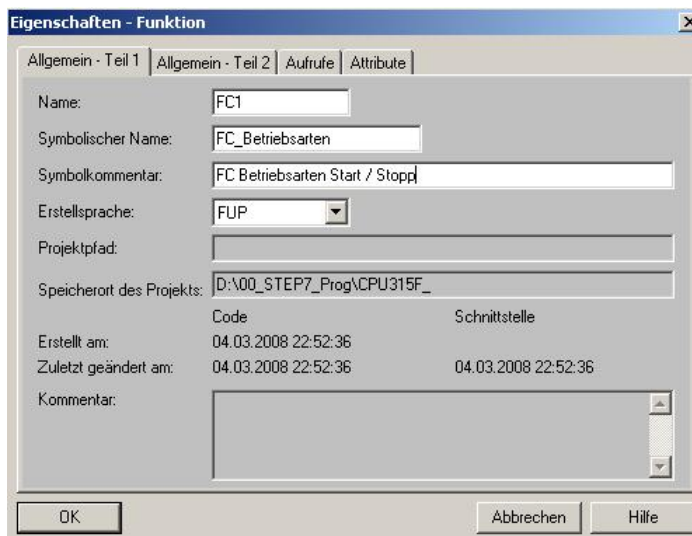 Eigenschaften - Funktion
Allgemein - Teil 1 Allgemein - Teil 2 Aufrufe Attribute
Name: FC1
Symbolischer Name: FC_Betriebsarten
Symbolkommentar: FC Betriebsarten Start / Stopp
Erstellsprache: FUP
Projektpfad:
Speicherort des Projekts: D:\00_STEP7_Prog\CPU315F_
Code Schnittstelle
Erstellt am: 04.03.2008 22:52:36
Zuletzt geändert am: 04.03.2008 22:52:36 04.03.2008 22:52:36
Kommentar:
OK Abbrechen Hilfe